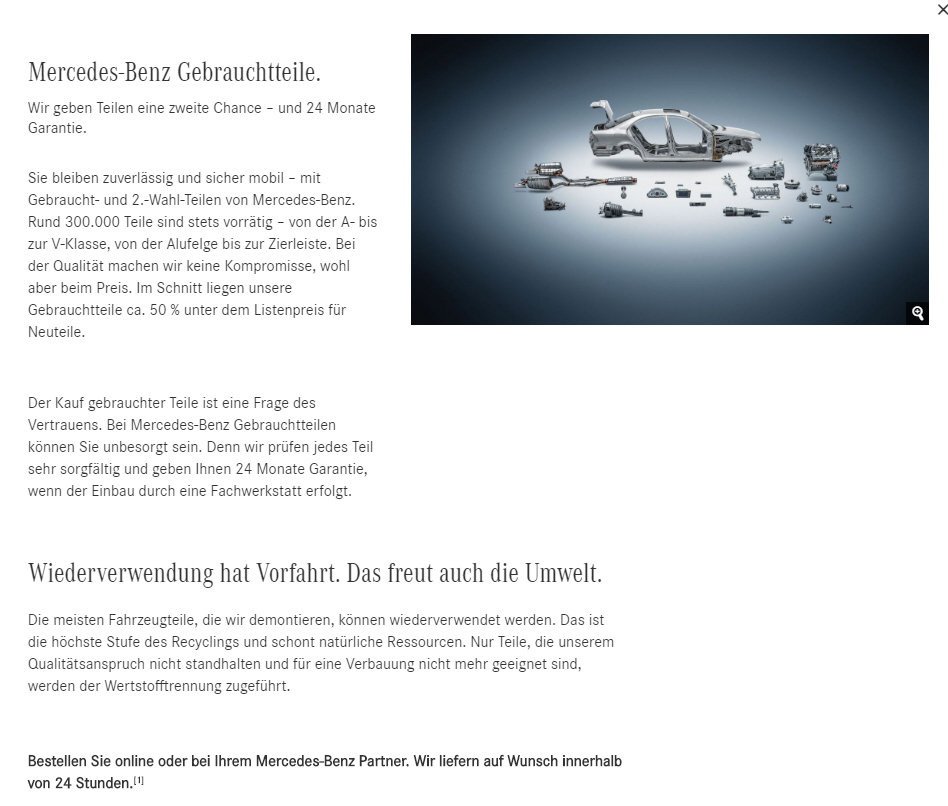 Mercedes-Benz Gebrauchtteile.
Wir geben Teilen eine zweite Chance – und 24 Monate
Garantie.
Sie bleiben zuverlässig und sicher mobil – mit
Gebraucht- und 2.-Wahl-Teilen von Mercedes-Benz.
Rund 300.000 Teile sind stets vorrätig – von der A- bis
zur V-Klasse, von der Alufelge bis zur Zierleiste. Bei
der Qualität machen wir keine Kompromisse, wohl
aber beim Preis. Im Schnitt liegen unsere
Gebrauchtteile ca. 50 % unter dem Listenpreis für
Neuteile.
Der Kauf gebrauchter Teile ist eine Frage des
Vertrauens. Bei Mercedes-Benz Gebrauchtteilen
können Sie unbesorgt sein. Denn wir prüfen jedes Teil
sehr sorgfältig und geben Ihnen 24 Monate Garantie,
wenn der Einbau durch eine Fachwerkstatt erfolgt.
Wiederverwendung hat Vorfahrt. Das freut auch die Umwelt.
Die meisten Fahrzeugteile, die wir demontieren, können wiederverwendet werden. Das ist
die höchste Stufe des Recyclings und schont natürliche Ressourcen. Nur Teile, die unserem
Qualitätsanspruch nicht standhalten und für eine Verbauung nicht mehr geeignet sind,
werden der Wertstofftrennung zugeführt.
Bestellen Sie online oder bei Ihrem Mercedes-Benz Partner. Wir liefern auf Wunsch innerhalb
von 24 Stunden.[1]